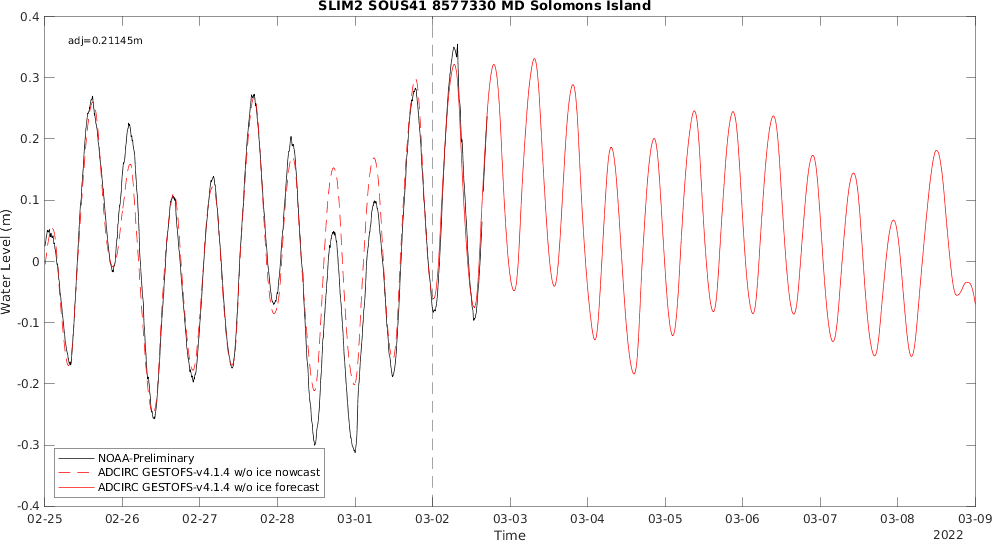 SLIM2 SOUS41 8577330 MD Solomons Island
adj=0.21145m
0.4
0.3
0.2
0.1
0
-0.1
-0.2
-0.3
-0.4
Water Level (m)
NOAA-Preliminary
ADCIRC GESTOFS-v4.1.4 w/o ice nowcast
ADCIRC GESTOFS-v4.1.4 w/o ice forecast
02-25 02-26 02-27 02-28 03-01 03-02 03-03 03-04 03-05 03-06 03-07 03-08 03-09
Time
2022